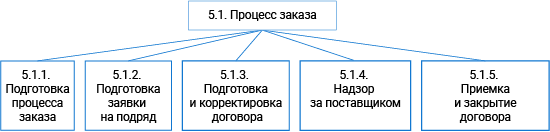 5.1. Процесс заказа
5.1.1.
Подготовка
процесса
заказа
5.1.2.
Подготовка
заявки
на подряд
5.1.3.
Подготовка
и корректировка
договора
5.1.4.
Надзор
за поставщиком
5.1.5.
Приемка
и закрытие
договора